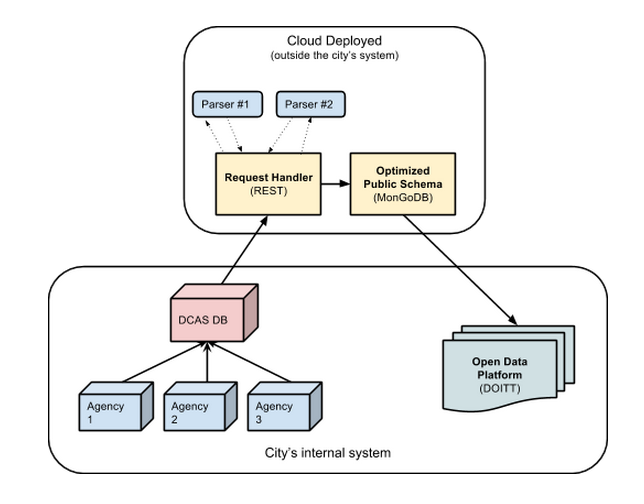 Cloud Deployed
(outside the city's system)
Parser #1
Parser #2
Request Handler
(REST)
Optimized
Public Schema
(MonGoDB)
DCAS DB
Agency
1
Agency
2
Agency
3
Open Data
Platform
(DOITT)
City's internal system